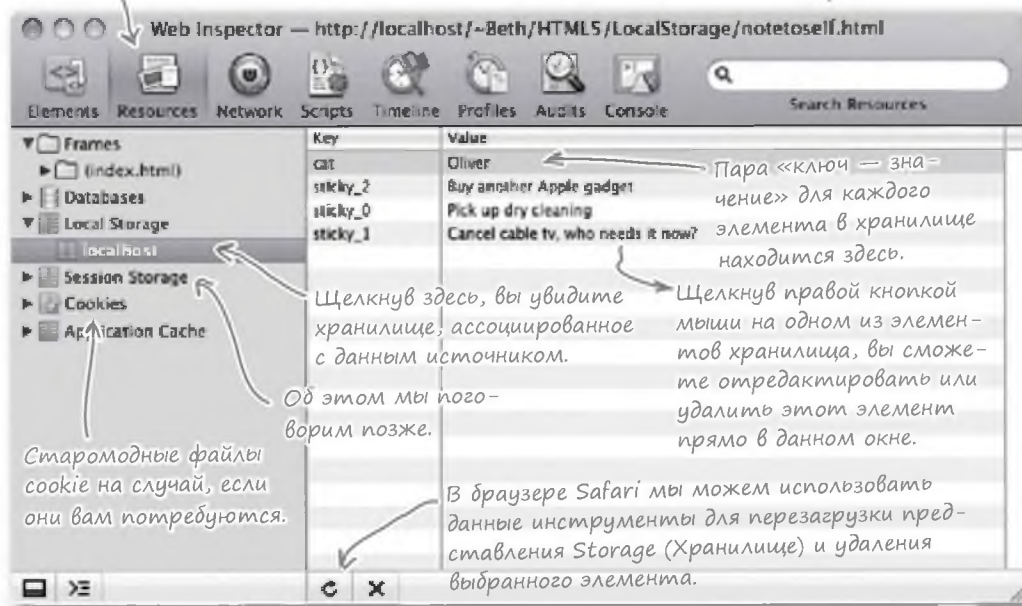 Web Inspector — http://localhost/~Beth/HTML5/LocalStorage/notetoself.html
Elements Resources Network Scripts Timeline Profiles Audits Console
Search Resources
Frames
(index.html)
Databases
Local Storage
localhost
Session Storage
Cookies
Application Cache
Key Value
cat Oliver
sticky_2 Buy another Apple gadget
sticky_0 Pick up dry cleaning
sticky_1 Cancel cable tv, who needs it now?
Пара «ключ — зна-
чение» для каждого
элемента в хранилище
находится здесь.
Щелкнув здесь, вы увидите
хранилище, ассоциированное
с данным источником.
Щелкнув правой кнопкой
мыши на одном из элемен-
тов хранилища, вы сможе-
те отредактировать или
удалить этот элемент
прямо в данном окне.
Об этом мы пого-
ворим позже.
Старомодные файлы
cookie на случай, если
они вам потребуются.
В браузере Safari мы можем использовать
данные инструменты для перезагрузки пред-
ставления Storage (Хранилище) и удаления
выбранного элемента.